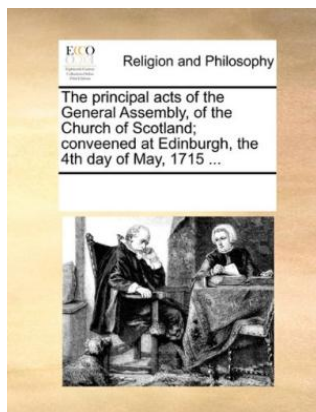 ECCO
Religion and Philosophy
The principal acts of the
General Assembly, of the
Church of Scotland;
conveened at Edinburgh, the
4th day of May, 1715 ...